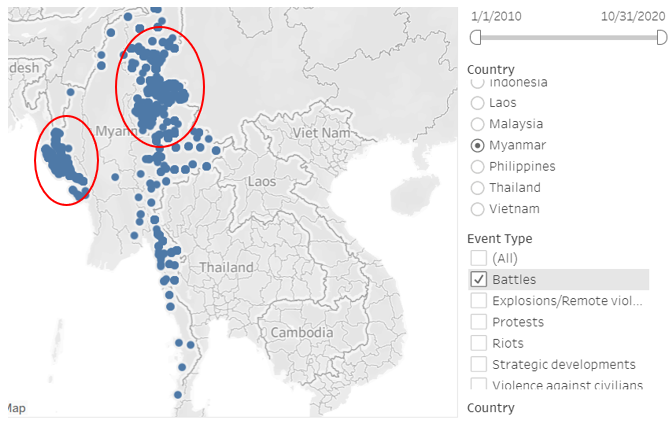 desh
Myanm
Viet Nam
Laos
Thailand
Cambodia
Map
1/1/2010 10/31/2020
Country
Indonesia
Laos
Malaysia
Myanmar
Philippines
Thailand
Vietnam
Event Type
(All)
Battles
Explosions/Remote viol...
Protests
Riots
Strategic developments
Violence against civilians
Country